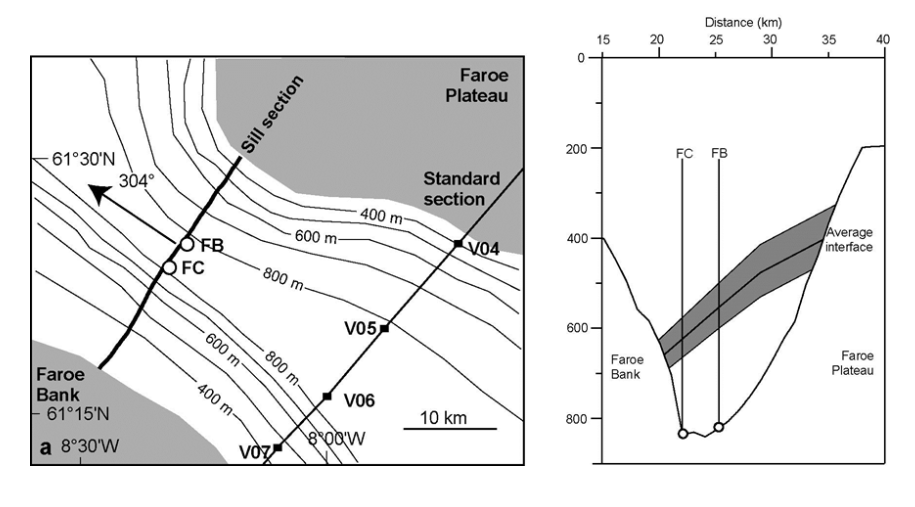 Faroe
Plateau
Sill section
61°30'N
304°
Standard
section
400 m
600 m
V04
FB
FC
800 m
V05
600 m
800 m
400 m
Faroe
Bank
V06
10 km
61°15'N
8°00'W
a 8°30'W
V07
Distance (km)
15 20 25 30 35 40
0
200
FC FB
400
Average
interface
600
Faroe
Bank
Faroe
Plateau
800